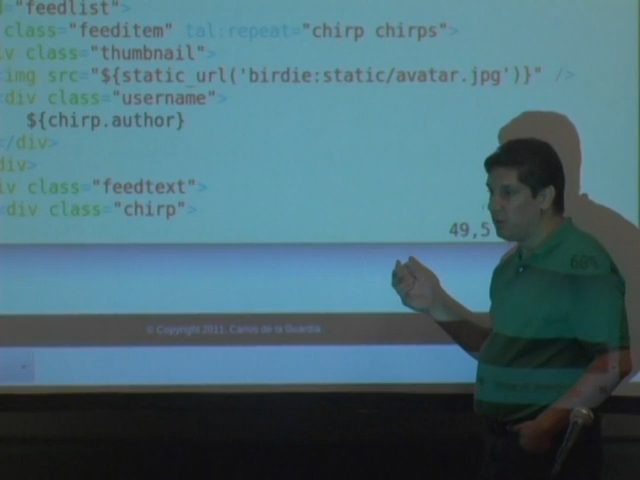 ="feedlist">
class="feeditem" tal:repeat="chirp chirps">
v class="thumbnail">
<img src="${static_url('birdie:static/avatar.jpg')}" />
<div class="username">
${chirp.author}
</div>
div>
iv class="feedtext">
<div class="chirp">
49,5
60%
© Copyright 2011, Carlos de la Guardia